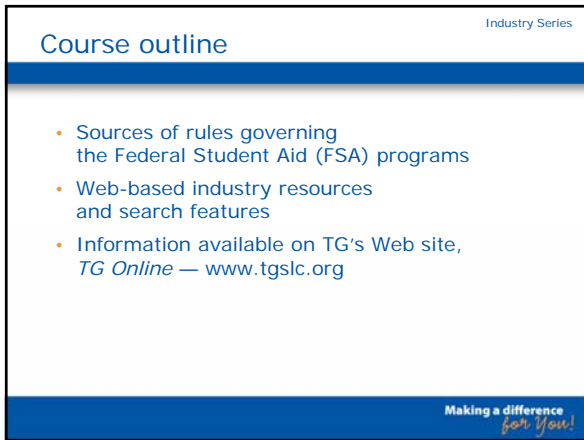 Industry Series
Course outline
• Sources of rules governing
the Federal Student Aid (FSA) programs
• Web-based industry resources
and search features
• Information available on TG's Web site,
TG Online — www.tgslc.org
Making a difference
for You!